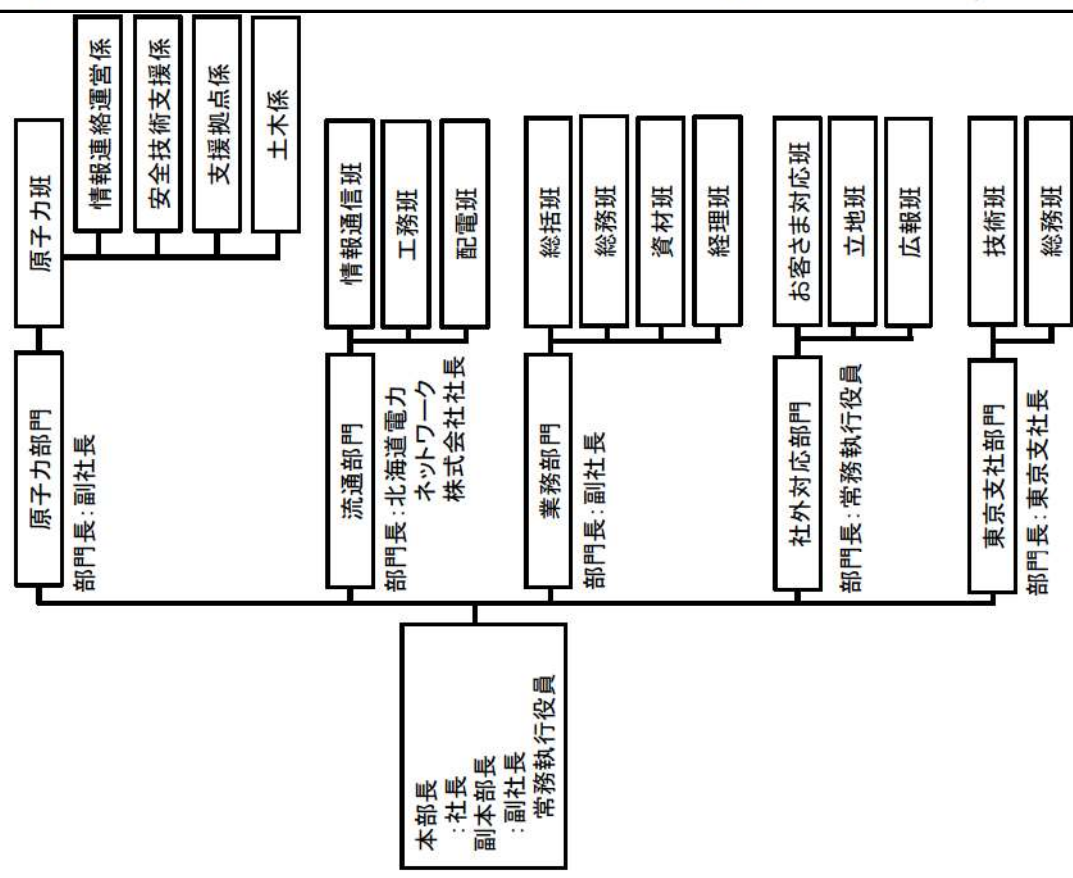 本部長
:社長
副本部長
:副社長
常務執行役員
原子力部門
部門長:副社長
原子力班
情報連絡運営係
安全技術支援係
支援拠点係
土木係
流通部門
部門長:北海道電力
ネットワーク
株式会社社長
情報通信班
工務班
配電班
業務部門
部門長:副社長
総括班
総務班
資材班
経理班
社外対応部門
部門長:常務執行役員
お客さま対応班
立地班
広報班
東京支社部門
部門長:東京支社長
技術班
総務班